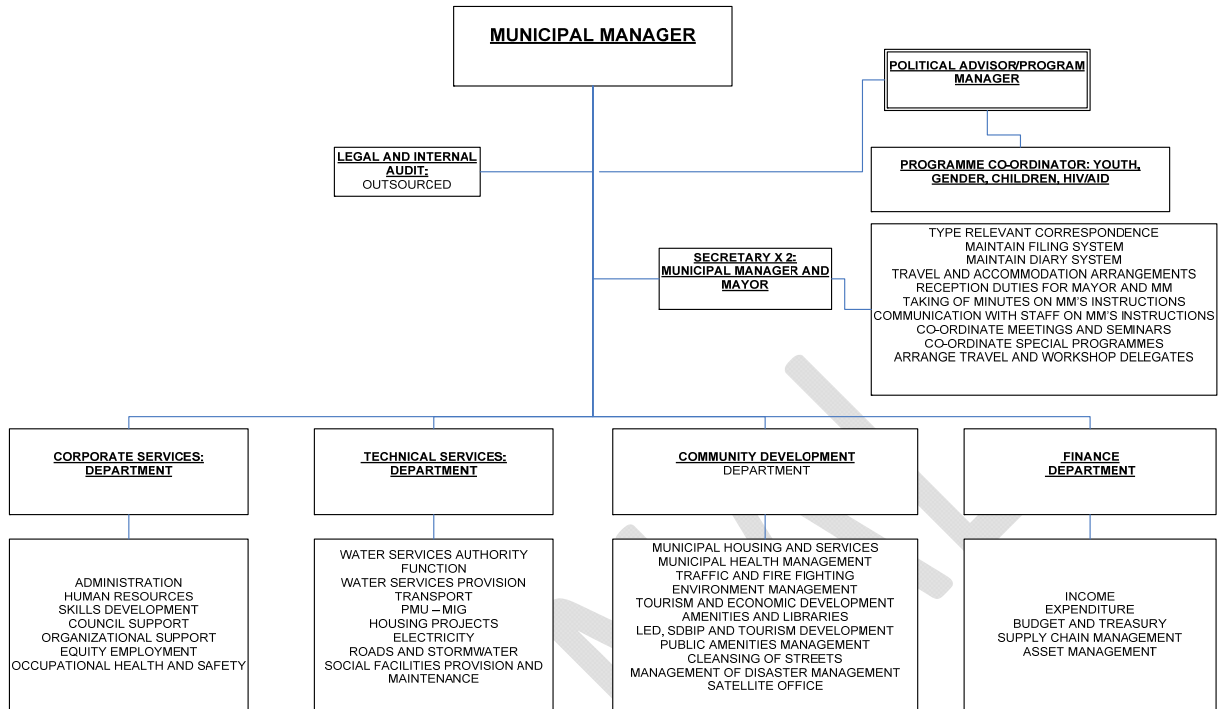 MUNICIPAL MANAGER
POLITICAL ADVISOR/PROGRAM
MANAGER
LEGAL AND INTERNAL
AUDIT:
OUTSOURCED
PROGRAMME CO-ORDINATOR: YOUTH,
GENDER, CHILDREN, HIV/AID
SECRETARY X 2:
MUNICIPAL MANAGER AND
MAYOR
TYPE RELEVANT CORRESPONDENCE
MAINTAIN FILING SYSTEM
MAINTAIN DIARY SYSTEM
TRAVEL AND ACCOMMODATION ARRANGEMENTS
RECEPTION DUTIES FOR MAYOR AND MM
TAKING OF MINUTES ON MM'S INSTRUCTIONS
COMMUNICATION WITH STAFF ON MM'S INSTRUCTIONS
CO-ORDINATE MEETINGS AND SEMINARS
CO-ORDINATE SPECIAL PROGRAMMES
ARRANGE TRAVEL AND WORKSHOP DELEGATES
CORPORATE SERVICES:
DEPARTMENT
TECHNICAL SERVICES:
DEPARTMENT
COMMUNITY DEVELOPMENT
DEPARTMENT
FINANCE
DEPARTMENT
ADMINISTRATION
HUMAN RESOURCES
SKILLS DEVELOPMENT
COUNCIL SUPPORT
ORGANIZATIONAL SUPPORT
EQUITY EMPLOYMENT
OCCUPATIONAL HEALTH AND SAFETY
WATER SERVICES AUTHORITY
FUNCTION
WATER SERVICES PROVISION
TRANSPORT
PMU – MIG
HOUSING PROJECTS
ELECTRICITY
ROADS AND STORMWATER
SOCIAL FACILITIES PROVISION AND
MAINTENANCE
MUNICIPAL HOUSING AND SERVICES
MUNICIPAL HEALTH MANAGEMENT
TRAFFIC AND FIRE FIGHTING
ENVIRONMENT MANAGEMENT
TOURISM AND ECONOMIC DEVELOPMENT
AMENITIES AND LIBRARIES
LED, SDBIP AND TOURISM DEVELOPMENT
PUBLIC AMENITIES MANAGEMENT
CLEANSING OF STREETS
MANAGEMENT OF DISASTER MANAGEMENT
SATELLITE OFFICE
INCOME
EXPENDITURE
BUDGET AND TREASURY
SUPPLY CHAIN MANAGEMENT
ASSET MANAGEMENT